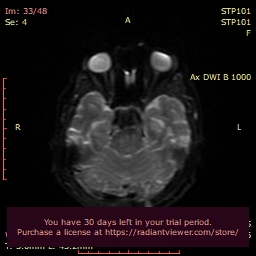 Im: 33/48
STP101
Se: 4
STP101
A
F
Ax DWI B 1000
R
L
You have 30 days left in your trial period.
Purchase a license at https://radiantviewer.com/store/